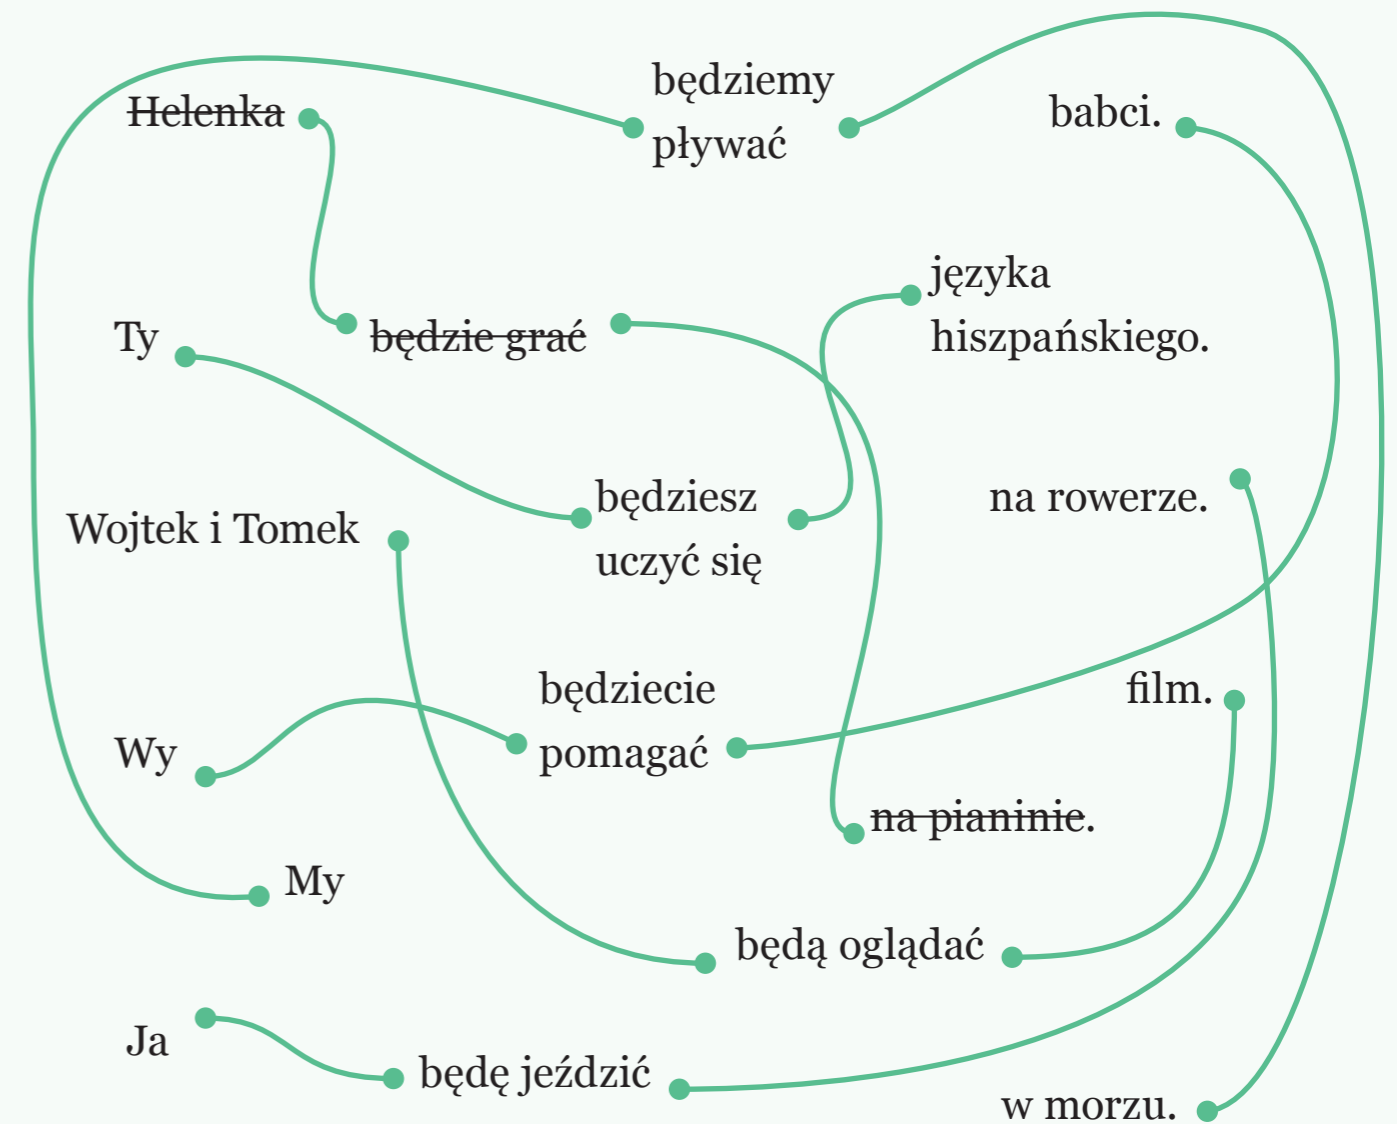 Helenka
będziemy
pływać
babci.
Ty
będzie grać
języka
hiszpańskiego.
Wojtek i Tomek
będziesz
uczyć się
na rowerze.
Wy
będziecie
pomagać
film.
na pianinie.
My
będą oglądać
Ja
będę jeździć
w morzu.